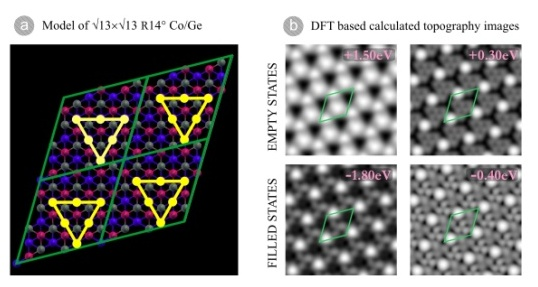 a Model of √13×√13 R14° Co/Ge
b DFT based calculated topography images
EMPTY STATES
+1.50eV
+0.30eV
FILLED STATES
-1.80eV
-0.40eV